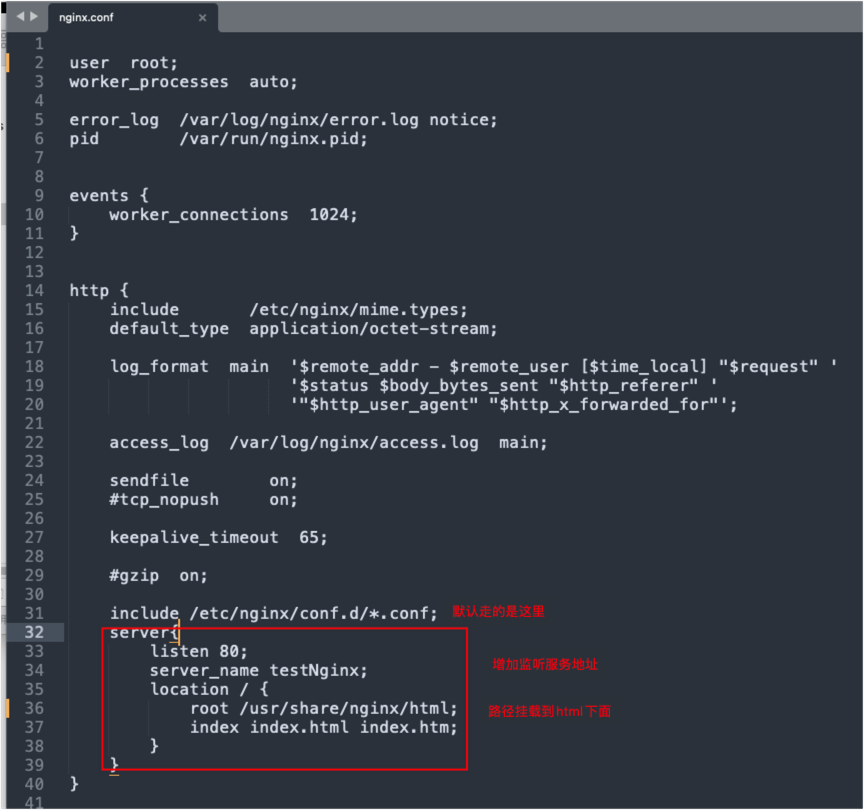 nginx.conf
1
2 user  root;
3 worker_processes  auto;
4
5 error_log  /var/log/nginx/error.log notice;
6 pid        /var/run/nginx.pid;
7
8
9 events {
10     worker_connections  1024;
11 }
12
13
14 http {
15     include       /etc/nginx/mime.types;
16     default_type  application/octet-stream;
17
18     log_format  main  '$remote_addr - $remote_user [$time_local] "$request" '
19                       '$status $body_bytes_sent "$http_referer" '
20                       '"$http_user_agent" "$http_x_forwarded_for"';
21
22     access_log  /var/log/nginx/access.log  main;
23
24     sendfile        on;
25     #tcp_nopush     on;
26
27     keepalive_timeout  65;
28
29     #gzip  on;
30
31     include /etc/nginx/conf.d/*.conf; 默认走的是这里
32     server{
33         listen 80;
34         server_name testNginx; 增加监听服务地址
35         location / {
36             root /usr/share/nginx/html; 路径挂载到html下面
37             index index.html index.htm;
38         }
39     }
40 }
41